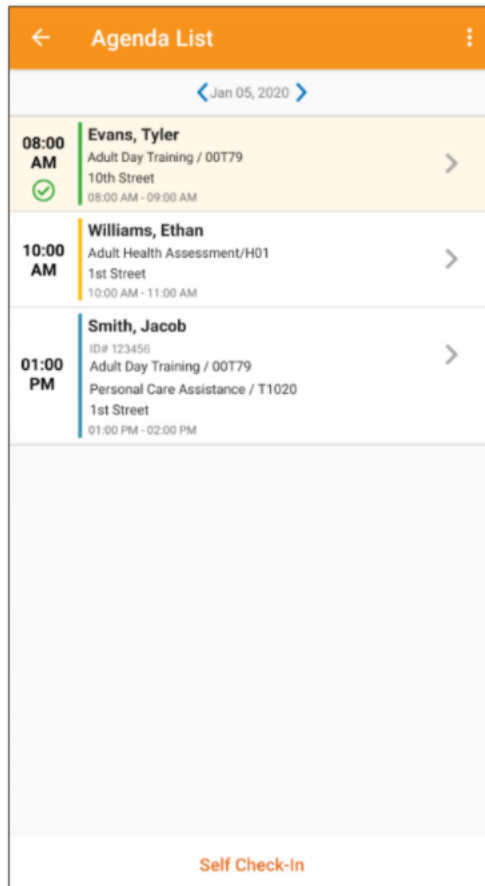 Agenda List
Jan 05, 2020
08:00 AM
Evans, Tyler
Adult Day Training / 00T79
10th Street
08:00 AM - 09:00 AM
10:00 AM
Williams, Ethan
Adult Health Assessment/H01
1st Street
10:00 AM - 11:00 AM
01:00 PM
Smith, Jacob
ID# 123456
Adult Day Training / 00T79
Personal Care Assistance / T1020
1st Street
01:00 PM - 02:00 PM
Self Check-In